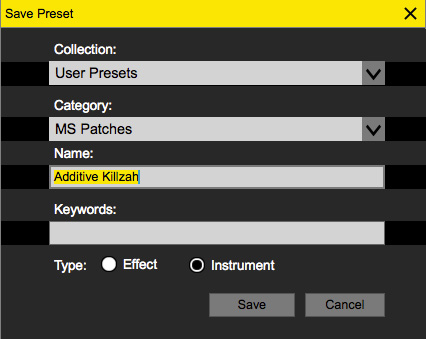 Save Preset
Collection:
User Presets
Category:
MS Patches
Name:
Additive Killzah
Keywords:
Type: Effect Instrument
Save Cancel